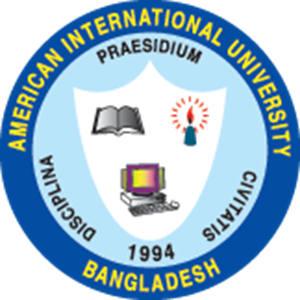 AMERICAN INTERNATIONAL UNIVERSITY
PRAESIDIUM
DISCIPLINA
CIVITATIS
1994
BANGLADESH